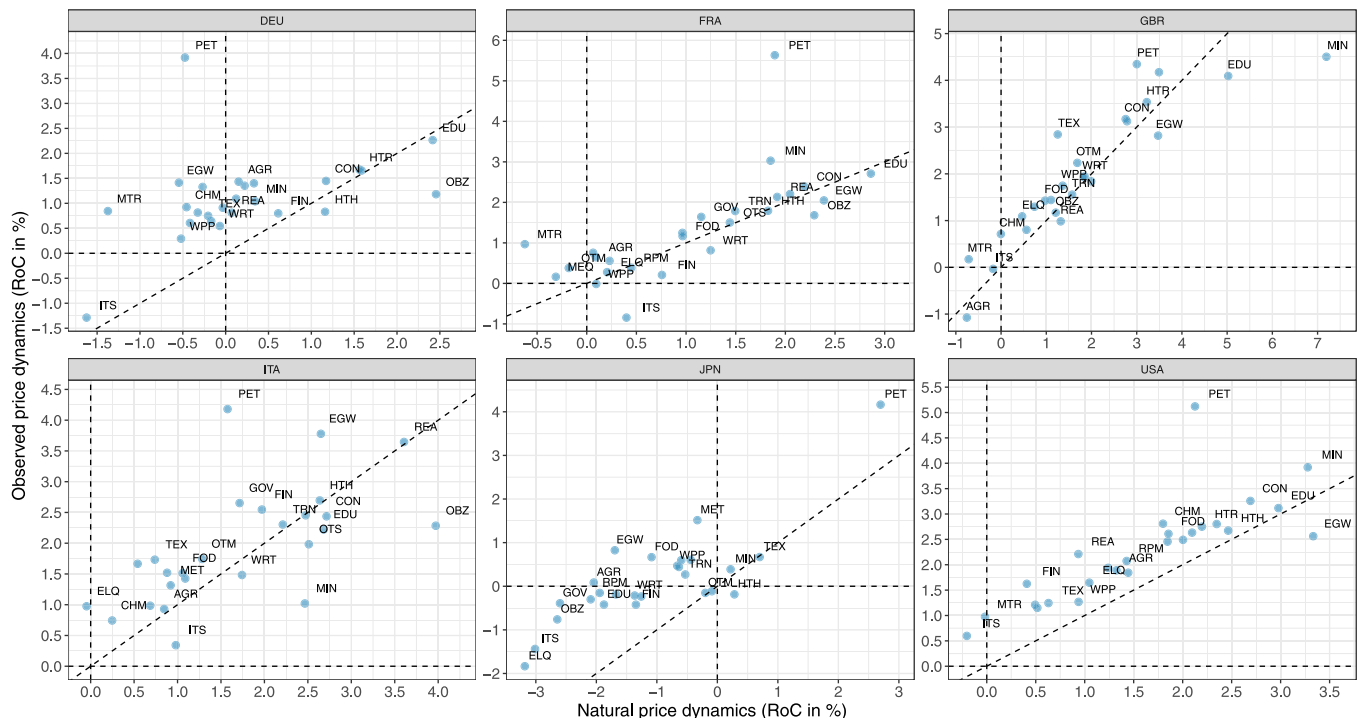 DEU
FRA
GBR
Observed price dynamics (RoC in %)
4.0
3.5
3.0
2.5
2.0
1.5
1.0
0.5
0.0
−0.5
−1.0
−1.5
PET
EDU
HTR
EGW
AGR
CON
OBZ
MTR
CHM
MIN
TEX
REA
FIN
HTH
WRT
WPP
ITS
−1.5
−1.0
−0.5
0.0
0.5
1.0
1.5
2.0
2.5
6
5
4
3
2
1
0
−1
PET
MIN
EDU
CON
REA
EGW
TRN
HTH
GOV
OTS
OBZ
MTR
FOD
WRT
AGR
OTM
ELQ
RPM
MEQ
WPP
FIN
ITS
−0.5
0.0
0.5
1.0
1.5
2.0
2.5
3.0
5
4
3
2
1
0
−1
MIN
PET
EDU
HTR
CON
TEX
EGW
OTM
WRT
WPP
TRN
FOD
ELQ
OBZ
REA
CHM
MTR
ITS
AGR
−1
0
1
2
3
4
5
6
7
ITA
JPN
USA
4.5
4.0
3.5
3.0
2.5
2.0
1.5
1.0
0.5
0.0
PET
EGW
REA
GOV
FIN
HTH
CON
TRN
EDU
OBZ
OTS
TEX
OTM
FOD
MET
WRT
ELQ
CHM
AGR
MIN
ITS
0.0
0.5
1.0
1.5
2.0
2.5
3.0
3.5
4.0
4
3
2
1
0
−1
−2
PET
MET
EGW
FOD
WPP
TRN
MIN
TEX
AGR
RPM
WRT
OTM
HTH
GOV
EDU
FIN
OBZ
ITS
ELQ
−3
−2
−1
0
1
2
3
5.5
5.0
4.5
4.0
3.5
3.0
2.5
2.0
1.5
1.0
0.5
0.0
PET
MIN
CON
EDU
CHM
HTR
HTH
FOD
EGW
REA
RPM
AGR
FIN
ELQ
TEX
WPP
MTR
ITS
0.0
0.5
1.0
1.5
2.0
2.5
3.0
3.5
Natural price dynamics (RoC in %)